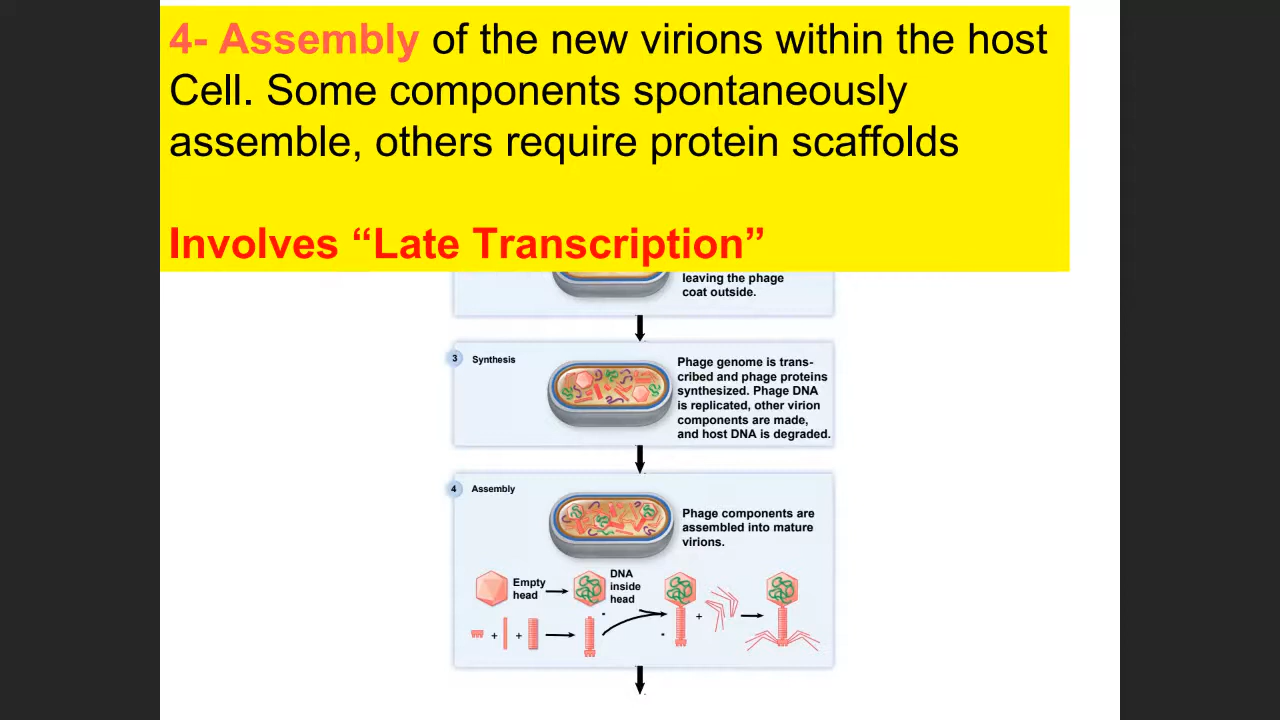 4- Assembly of the new virions within the host
Cell. Some components spontaneously
assemble, others require protein scaffolds
Involves “Late Transcription”
leaving the phage
coat outside.
3 Synthesis
Phage genome is trans-
cribed and phage proteins
synthesized. Phage DNA
is replicated, other virion
components are made,
and host DNA is degraded.
4 Assembly
Phage components are
assembled into mature
virions.
Empty
head
DNA
inside
head
+ + +